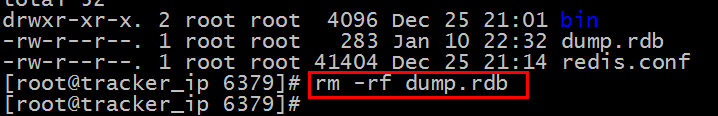 total 52
drwxr-xr-x. 2 root root 4096 Dec 25 21:01 bin
-rw-r--r--. 1 root root 283 Jan 10 22:32 dump.rdb
-rw-r--r--. 1 root root 41404 Dec 25 21:14 redis.conf
[root@tracker_ip 6379]# rm -rf dump.rdb
[root@tracker_ip 6379]#